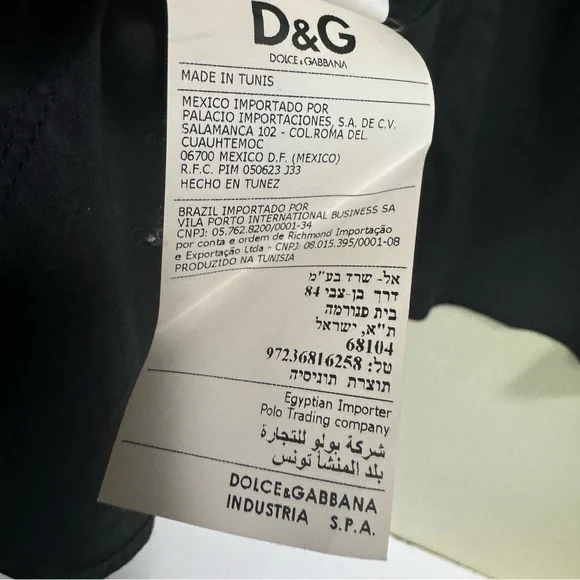 D&G
DOLCE & GABBANA
MADE IN TUNIS
MEXICO IMPORTADO POR
PALACIO IMPORTACIONES, S.A. DE C.V.
SALAMANCA 102 - COL.ROMA DEL.
CUAUHTEMOC
06700 MEXICO D.F. (MEXICO)
R.F.C. PIM 050623 J33
HECHO EN TUNEZ
BRAZIL IMPORTADO POR
VILA PORTO INTERNATIONAL BUSINESS SA
CNPJ: 05.762.8200/0001-34
por conta e ordem de Richmond Importação
e Exportação Ltda - CNPJ: 08.015.395/0001-08
PRODUZIDO NA TUNISIA
אל- שרד בע"מ
דרך בן-צבי 84
בית פנורמה
ת"א, ישראל
68104
טל: 97236816258
תוצרת תוניסיה
Egyptian Importer
Polo Trading company
شركة بولو للتجارة
بلد المنشأ تونس
DOLCE&GABBANA
INDUSTRIA S.P.A.